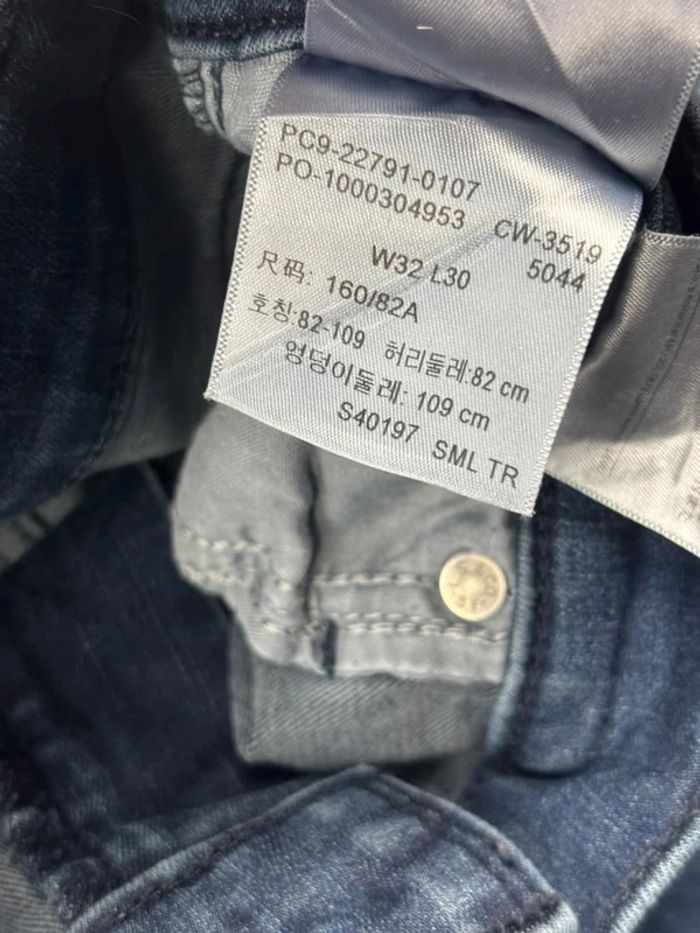 PC9-22791-0107
PO-1000304953 CW-3519
W32 L30 5044
尺码: 160/82A
호칭:82-109 허리둘레:82 cm
엉덩이둘레: 109 cm
S40197 SML TR